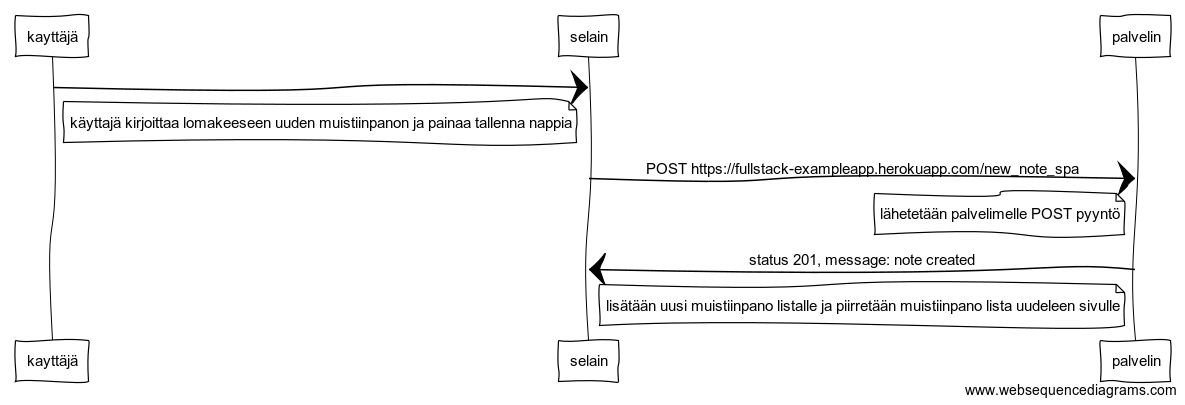 kayttäjä
selain
palvelin
käyttajä kirjoittaa lomakeeseen uuden muistiinpanon ja painaa tallenna nappia
POST https://fullstack-exampleapp.herokuapp.com/new_note_spa
lähetetään palvelimelle POST pyyntö
status 201, message: note created
lisätään uusi muistiinpano listalle ja piirretään muistiinpano lista uudeleen sivulle
kayttäjä
selain
palvelin
www.websequencediagrams.com